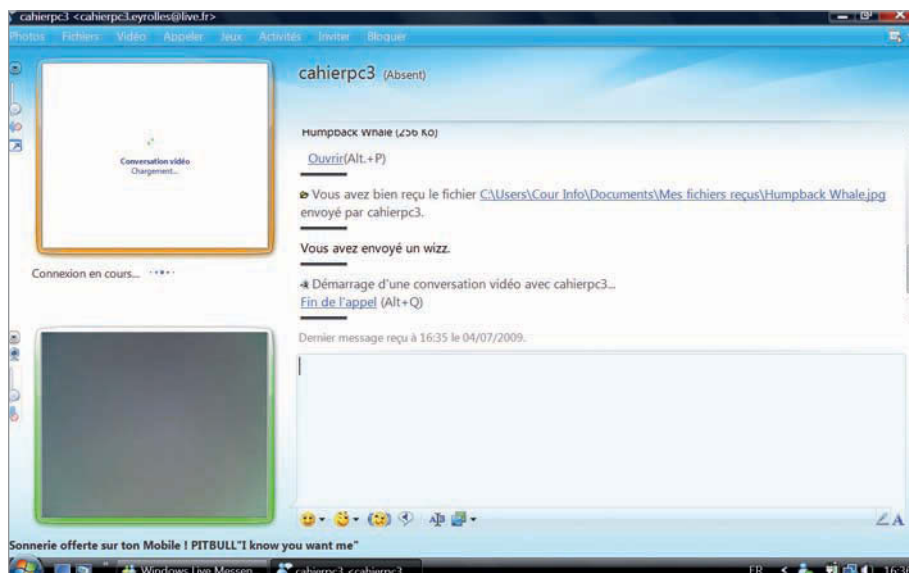 cahierpc3 <cahierpc3.eyrolles@live.fr>
Photos Fichiers Vidéo Appeler Jeux Activités Inviter Bloquer
cahierpc3 (Absent)
Humpback Whale (256 Ko)
Ouvrir(Alt.+P)
Vous avez bien reçu le fichier C:\Users\Cour Info\Documents\Mes fichiers reçus\Humpback Whale.jpg
envoyé par cahierpc3.
Vous avez envoyé un wizz.
Démarrage d'une conversation vidéo avec cahierpc3...
Fin de l'appel (Alt+Q)
Dernier message reçu à 16:35 le 04/07/2009.
Conversation vidéo
Chargement...
Connexion en cours...
A
Sonnerie offerte sur ton Mobile ! PITBULL"I know you want me"
Windows Live Messen...
cahierpc3 <cahierpc3...
FR
16:36